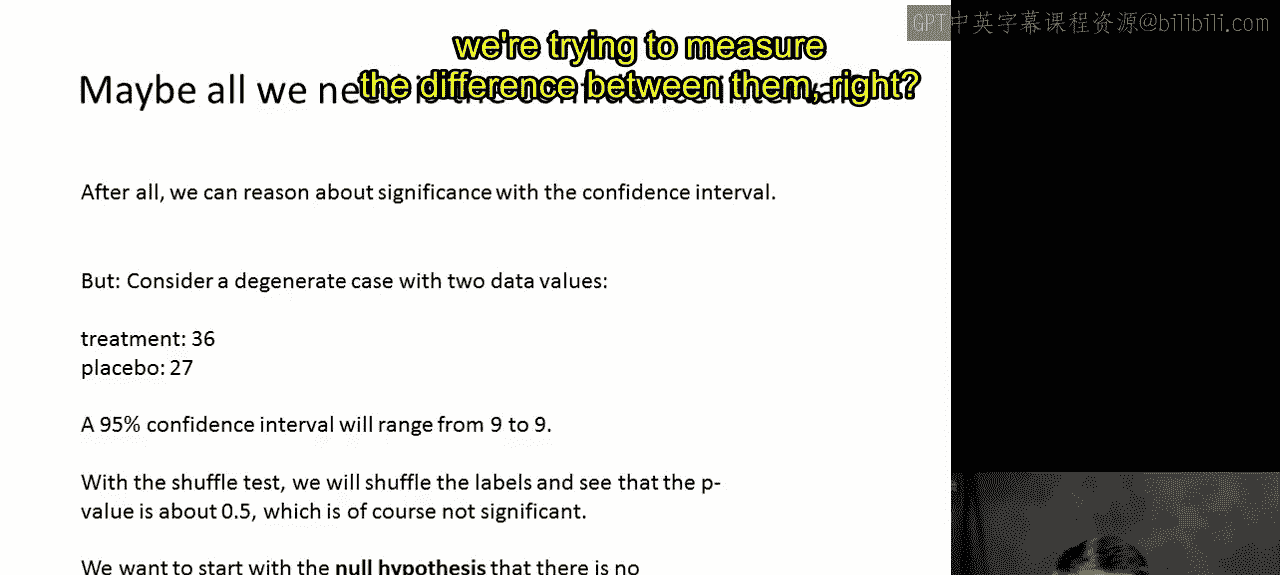 GPT中英字幕课程资源@bilibili.com
we're trying to measure
the difference between them, right?
Maybe all we
After all, we can reason about significance with the confidence interval.
But: Consider a degenerate case with two data values:
treatment: 36
placebo: 27
A 95% confidence interval will range from 9 to 9.
With the shuffle test, we will shuffle the labels and see that the p-
value is about 0.5, which is of course not significant.
We want to start with the null hypothesis that there is no